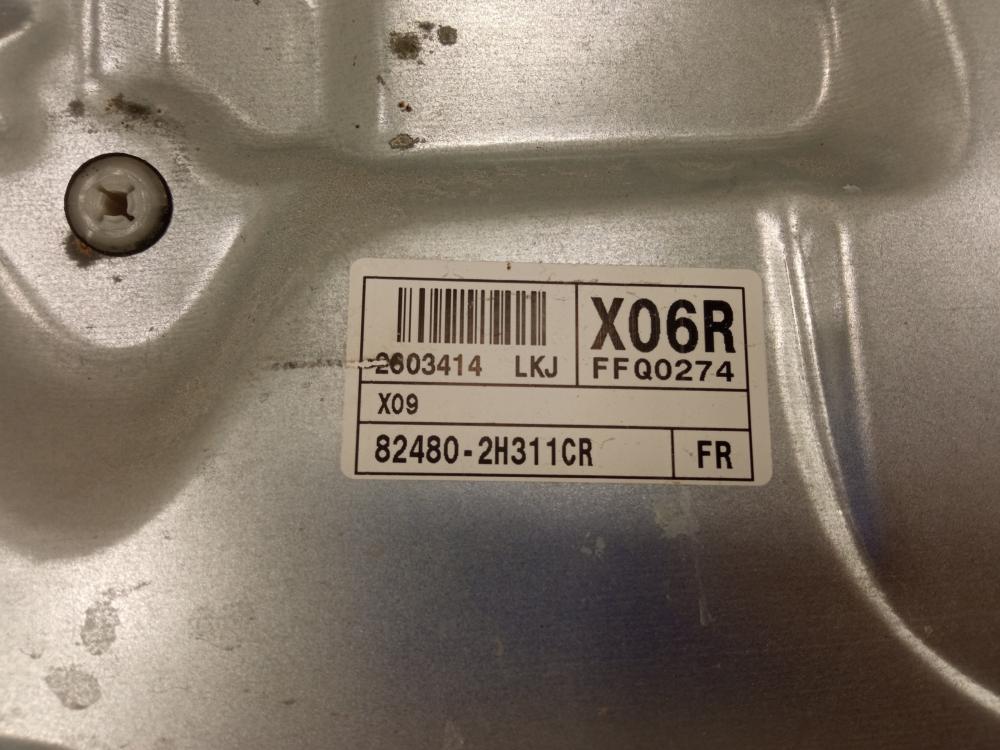 X06R
2603414 LKJ
FFQ0274
X09
82480-2H311CR
FR